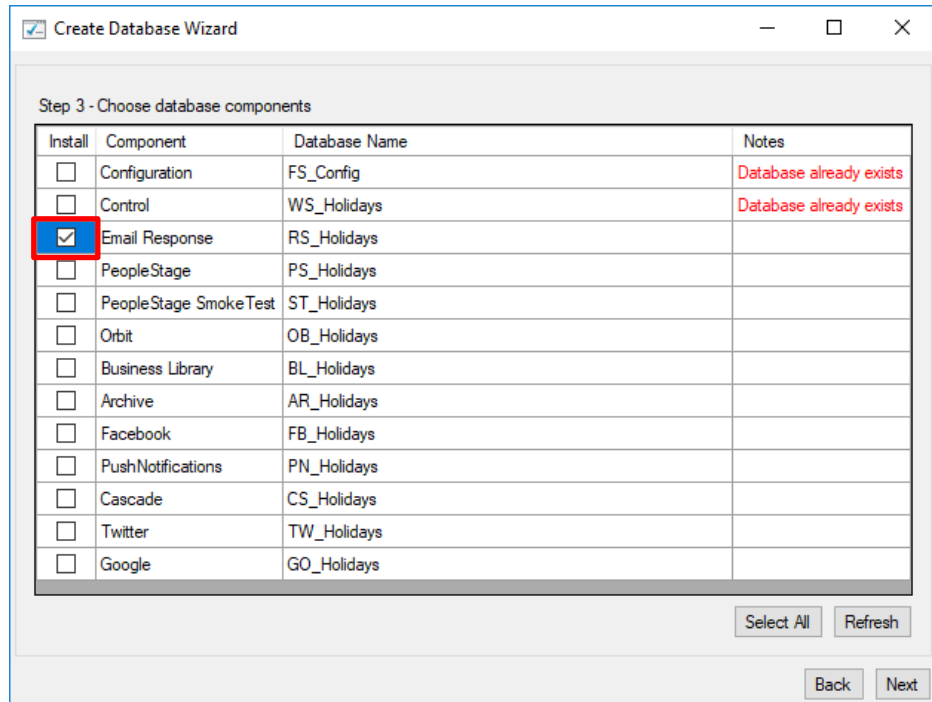 Create Database Wizard
Step 3 - Choose database components
Install Component Database Name Notes
Configuration FS_Config Database already exists
Control WS_Holidays Database already exists
Email Response RS_Holidays
PeopleStage PS_Holidays
PeopleStage SmokeTest ST_Holidays
Orbit OB_Holidays
Business Library BL_Holidays
Archive AR_Holidays
Facebook FB_Holidays
PushNotifications PN_Holidays
Cascade CS_Holidays
Twitter TW_Holidays
Google GO_Holidays
Select All Refresh
Back Next